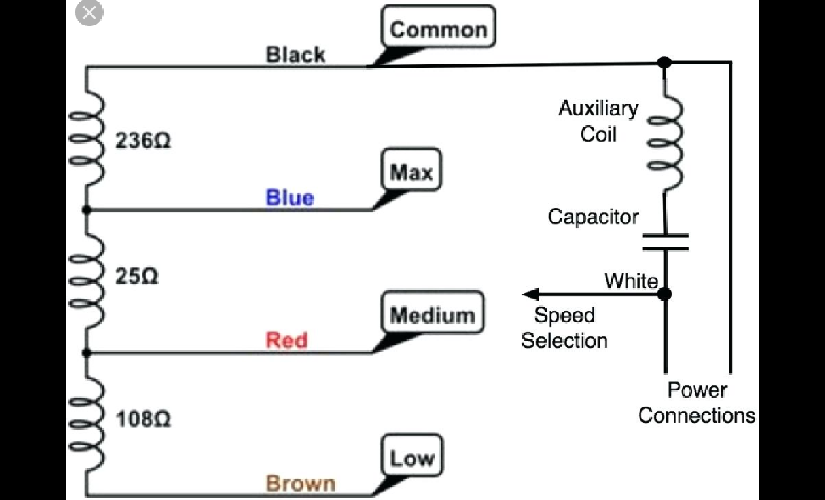 Common
Black
Auxiliary
Coil
236Ω
Max
Blue
Capacitor
25Ω
White
Medium
Speed
Selection
Red
Power
Connections
108Ω
Low
Brown